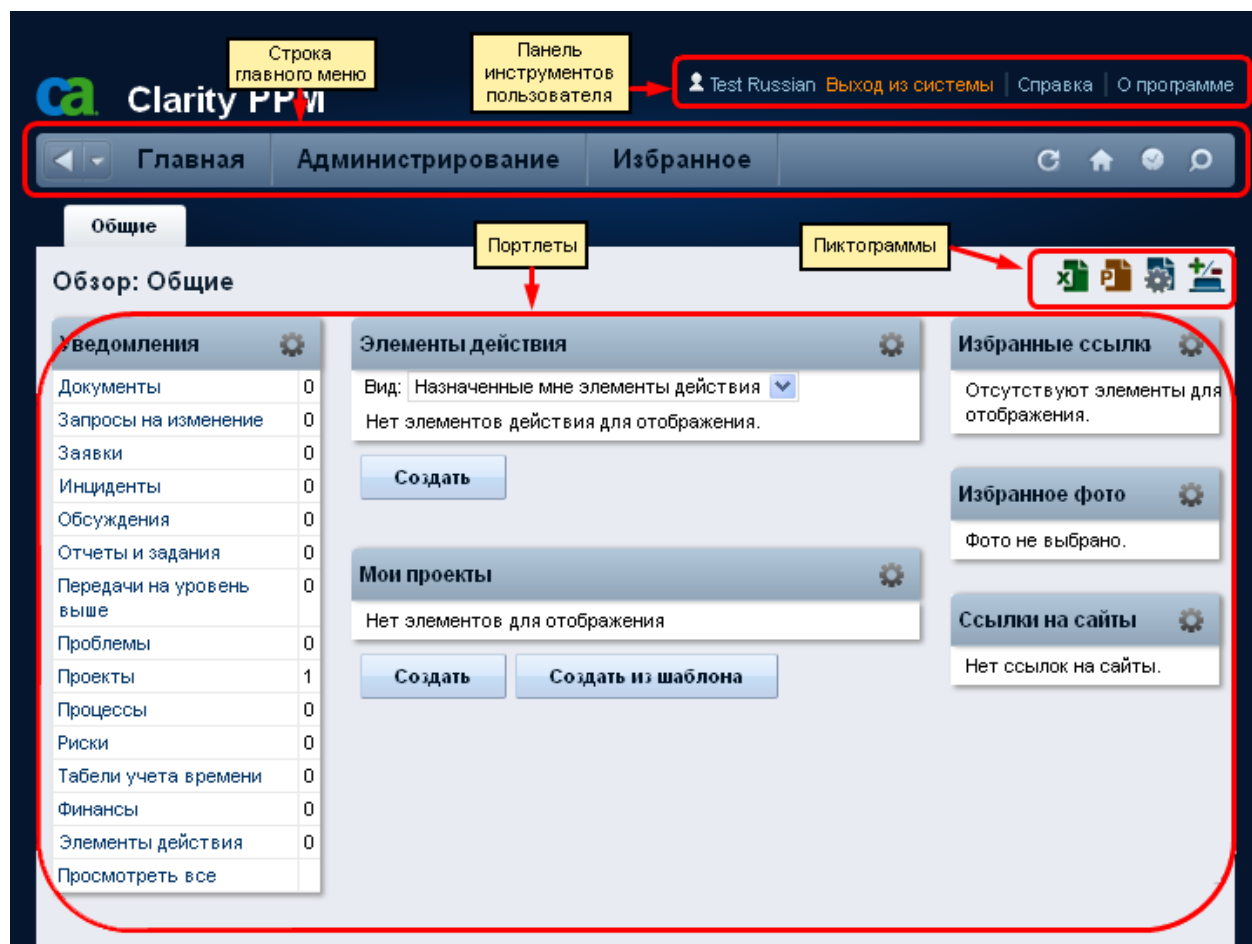 Строка
главного меню
Панель
инструментов
пользователя
Test Russian Выход из системы Справка О программе
ca Clarity PPM
Главная Администрирование Избранное
Общие
Портлеты
Пиктограммы
Обзор: Общие
Уведомления
Документы 0
Запросы на изменение 0
Заявки 0
Инциденты 0
Обсуждения 0
Отчеты и задания 0
Передачи на уровень 0
выше
Проблемы 0
Проекты 1
Процессы 0
Риски 0
Табели учета времени 0
Финансы 0
Элементы действия 0
Просмотреть все
Элементы действия
Вид: Назначенные мне элементы действия
Нет элементов действия для отображения.
Создать
Мои проекты
Нет элементов для отображения
Создать Создать из шаблона
Избранные ссылки
Отсутствуют элементы для
отображения.
Избранное фото
Фото не выбрано.
Ссылки на сайты
Нет ссылок на сайты.